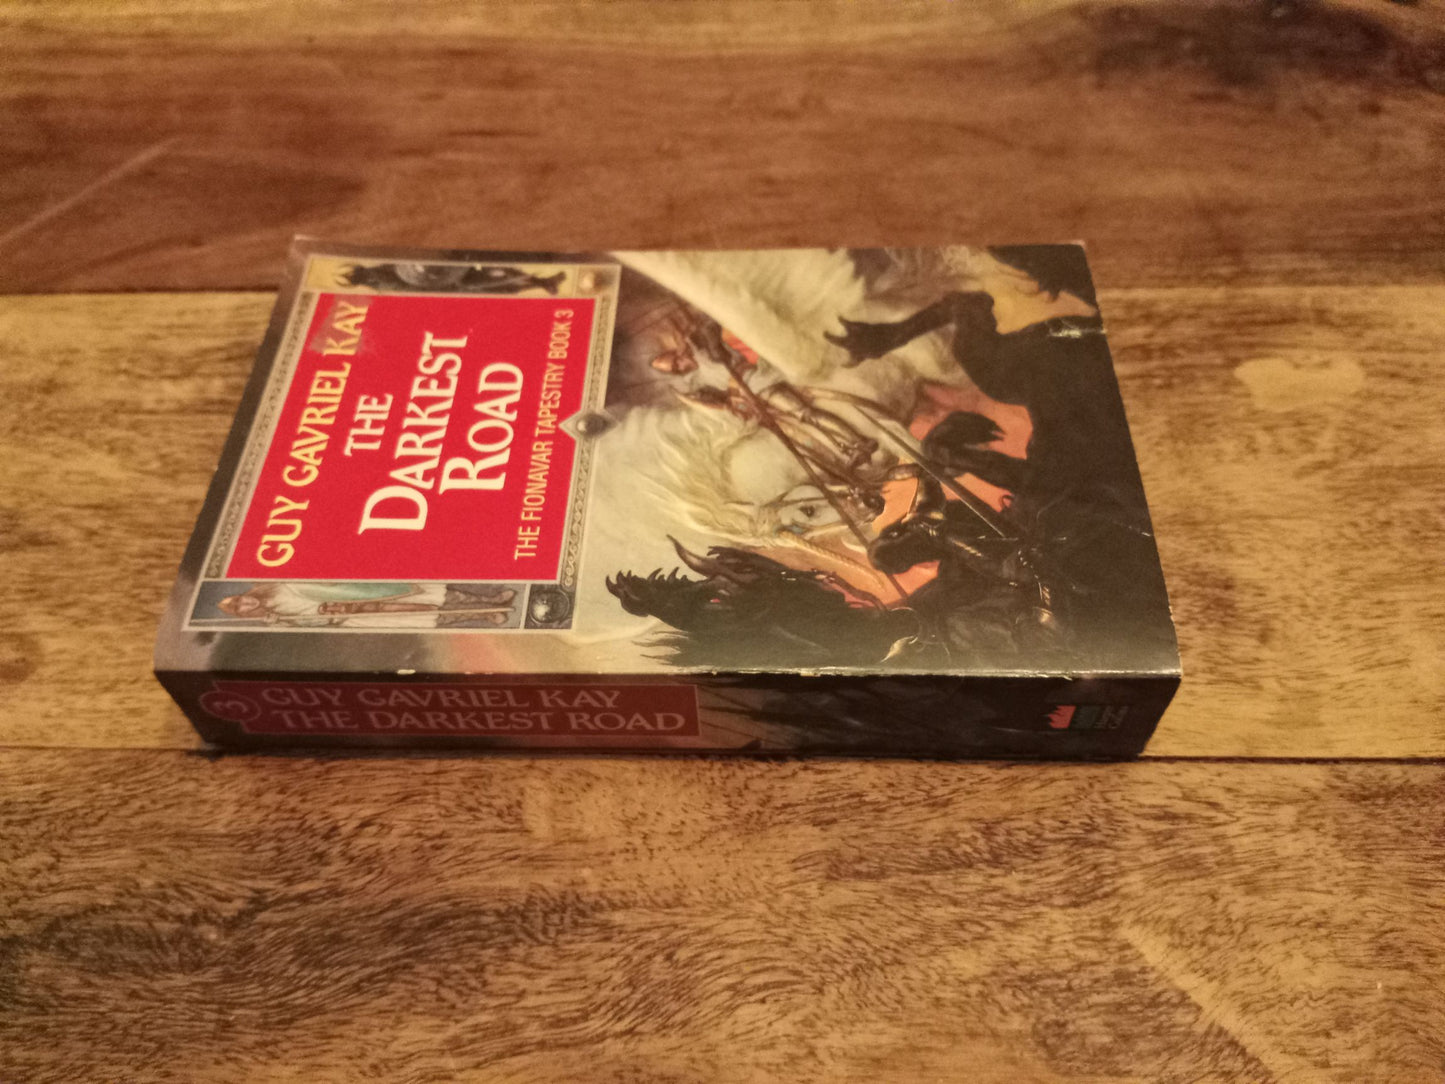 GUY GAVRIEL KAY
THE
DARKEST
ROAD
THE FIONAVAR TAPESTRY BOOK 3
3
GUY GAVRIEL KAY
THE DARKEST ROAD